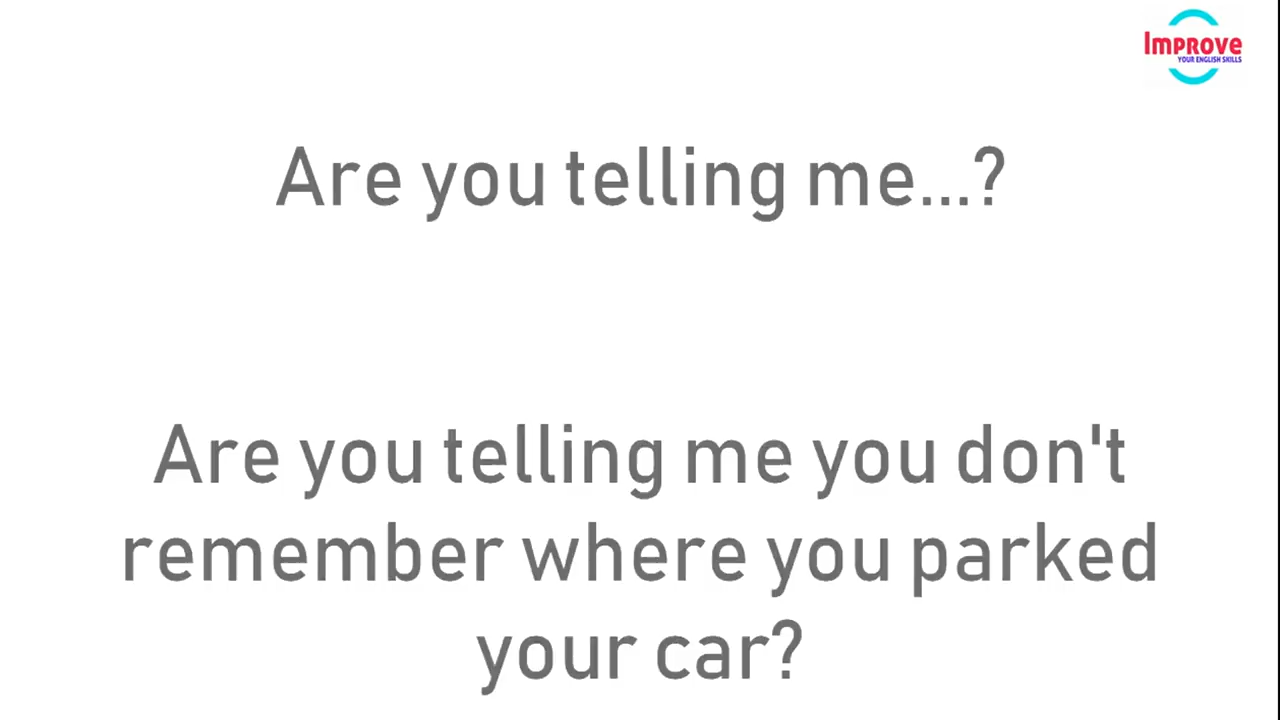 Improve
YOUR ENGLISH SKILLS
Are you telling me...?
Are you telling me you don't
remember where you parked
your car?